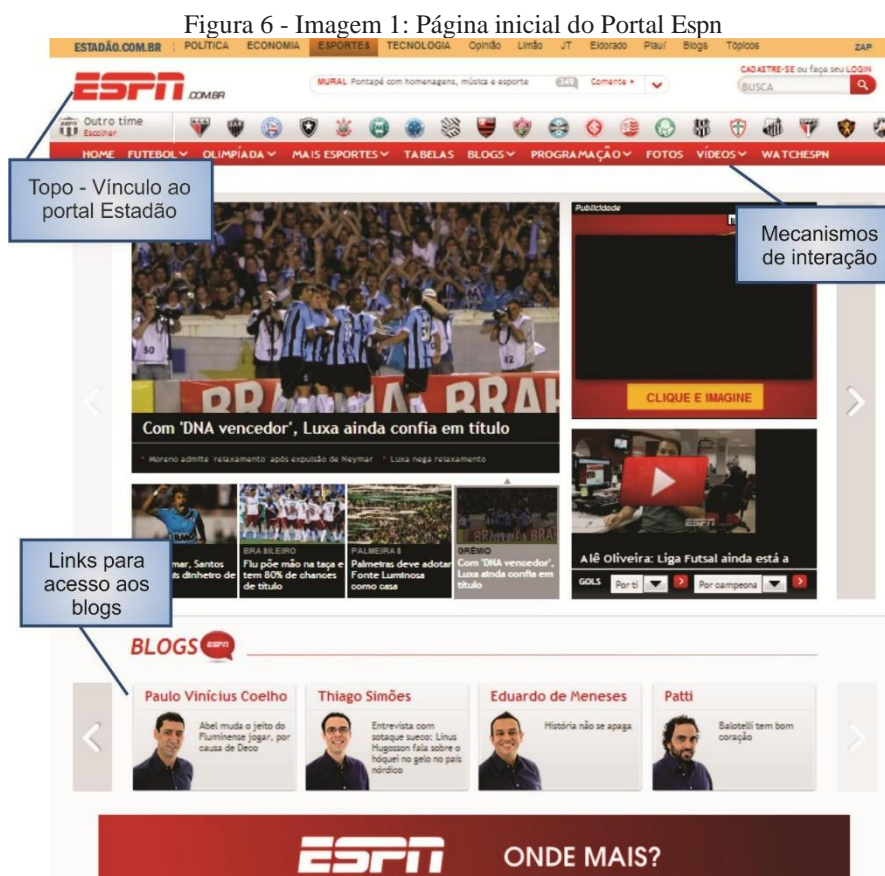 Figura 6 - Imagem 1: Página inicial do Portal Espn
ESTADÃO.COM.BR POLÍTICA ECONOMIA ESPORTES TECNOLOGIA Opinião Limão JT Eldorado Piauí Blogs Tópicos ZAP
CADASTRE-SE ou faça seu LOGIN
ESPN .COM.BR
MURAL Pontapé com homenagens, música e esporte Comente
BUSCA
Outro time
Escolher
HOME FUTEBOL OLIMPÍADA MAIS ESPORTES TABELAS BLOGS PROGRAMAÇÃO FOTOS VÍDEOS WATCHESPN
Topo - Vínculo ao
portal Estadão
Mecanismos
de interação
Publicidade
CLIQUE E IMAGINE
Com 'DNA vencedor', Luxa ainda confia em título
Moreno admite 'relaxamento' após expulsão de Neymar Luxa nega relaxamento
BRASILEIRO
Flu põe mão na taça e
tem 80% de chances
de título
PALMEIRAS
Palmeiras deve adotar
Fonte Luminosa
como casa
GRÊMIO
Com 'DNA vencedor',
Luxa ainda confia em
título
mar, Santos
dinheiro de
Alê Oliveira: Liga Futsal ainda está a
GOLS Por ti Por campeona
Links para
acesso aos
blogs
BLOGS ESPN
Paulo Vinícius Coelho
Abel muda o jeito do
Fluminense jogar, por
causa de Deco
Thiago Simões
Entrevista com
sotaque sueco: Linus
Hugosson fala sobre o
hóquei no gelo no país
nórdico
Eduardo de Meneses
História não se apaga
Patti
Balotelli tem bom
coração
ESPN ONDE MAIS?